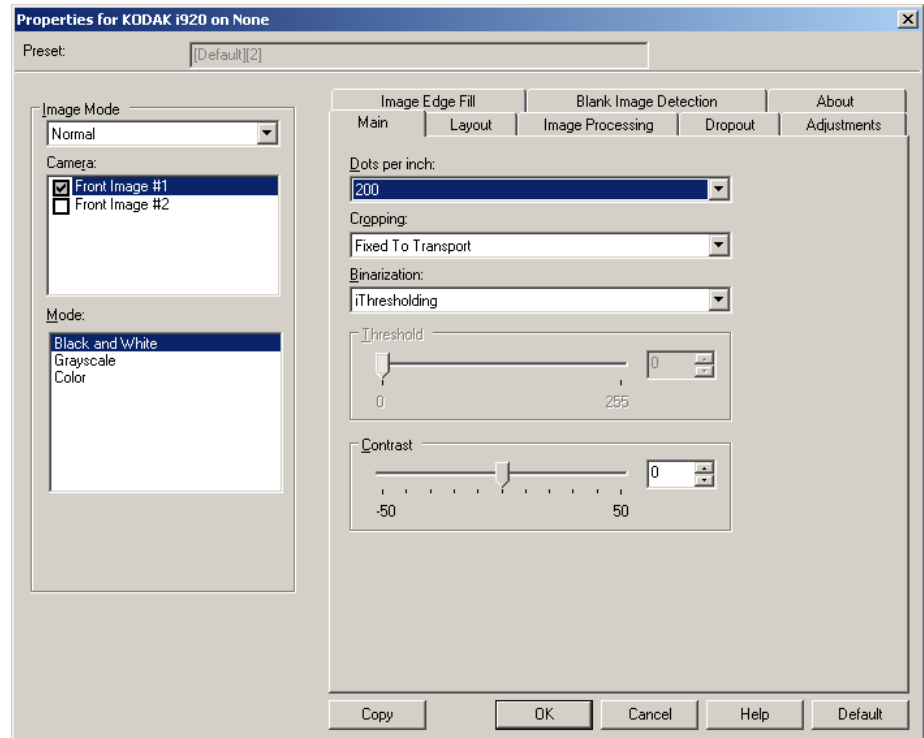 Properties for KODAK i920 on None
Preset:
[Default][2]
Image Mode
Normal
Camera:
Front Image #1
Front Image #2
Mode:
Black and White
Grayscale
Color
Image Edge Fill Blank Image Detection About
Main Layout Image Processing Dropout Adjustments
Dots per inch:
200
Cropping:
Fixed To Transport
Binarization:
iThresholding
Threshold
0
0 255
Contrast
0
-50 50
Copy OK Cancel Help Default